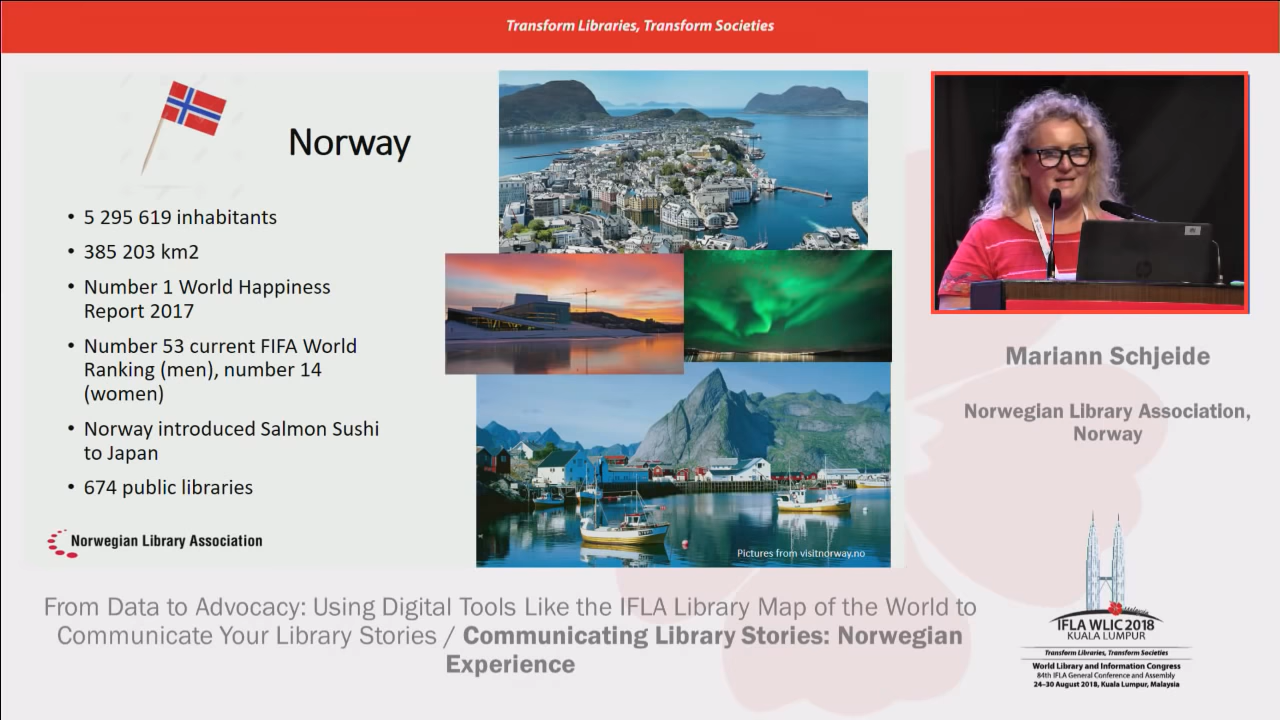 Transform Libraries, Transform Societies
Norway
• 5 295 619 inhabitants
• 385 203 km2
• Number 1 World Happiness
Report 2017
• Number 53 current FIFA World
Ranking (men), number 14
(women)
• Norway introduced Salmon Sushi
to Japan
• 674 public libraries
Norwegian Library Association
Pictures from visitnorway.no
Mariann Schjeide
Norwegian Library Association,
Norway
From Data to Advocacy: Using Digital Tools Like the IFLA Library Map of the World to
Communicate Your Library Stories / Communicating Library Stories: Norwegian
Experience
Malaysia
IFLA WLIC 2018
KUALA LUMPUR
Transform Libraries, Transform Societies
World Library and Information Congress
84th IFLA General Conference and Assembly
24–30 August 2018, Kuala Lumpur, Malaysia